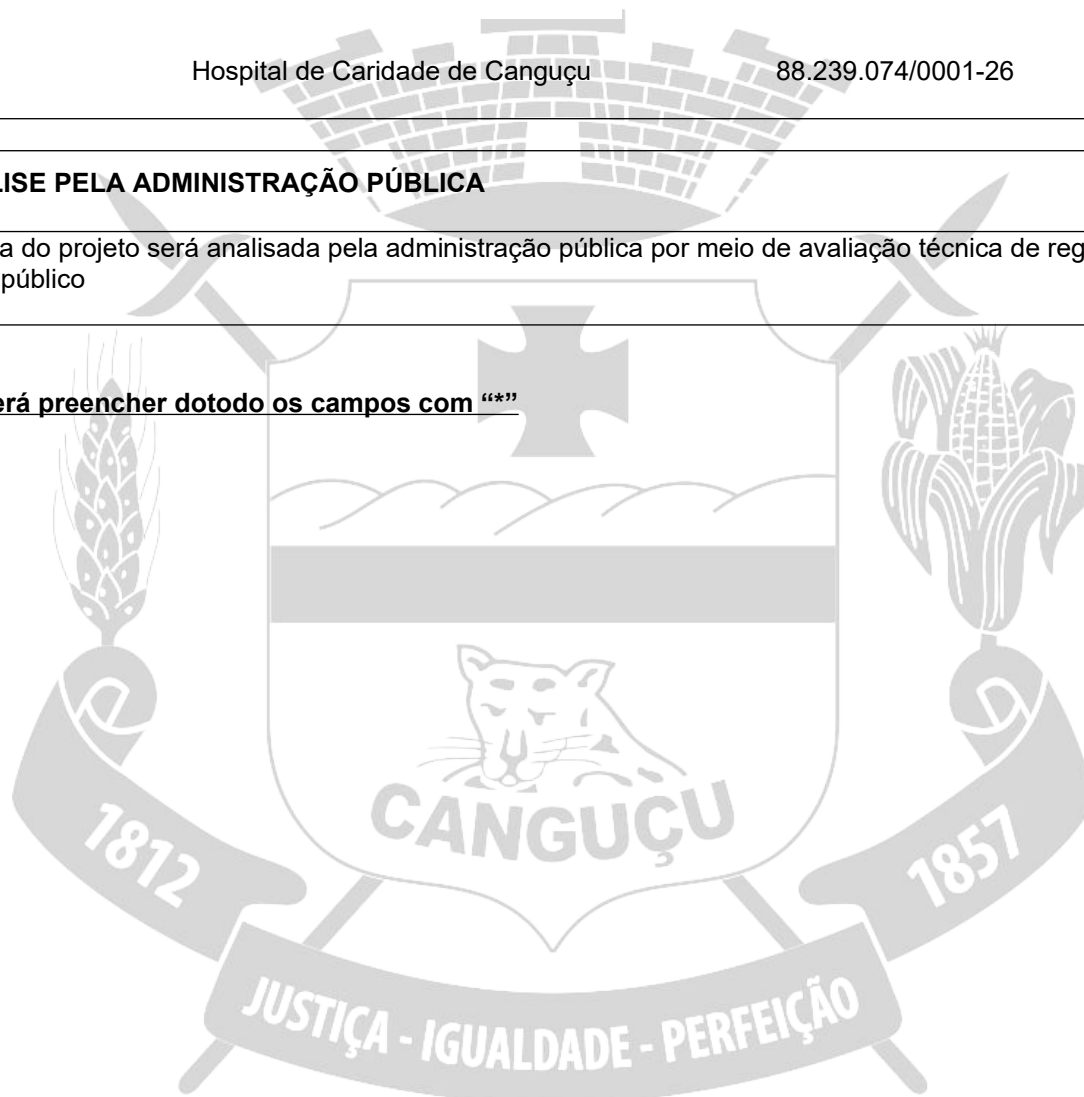 Hospital de Caridade de Canguçu 88.239.074/0001-26
LISE PELA ADMINISTRAÇÃO PÚBLICA
a do projeto será analisada pela administração pública por meio de avaliação técnica de reg
público
erá preencher dotodo os campos com “*”
CANGUÇU
1812
1857
JUSTIÇA - IGUALDADE - PERFEIÇÃO